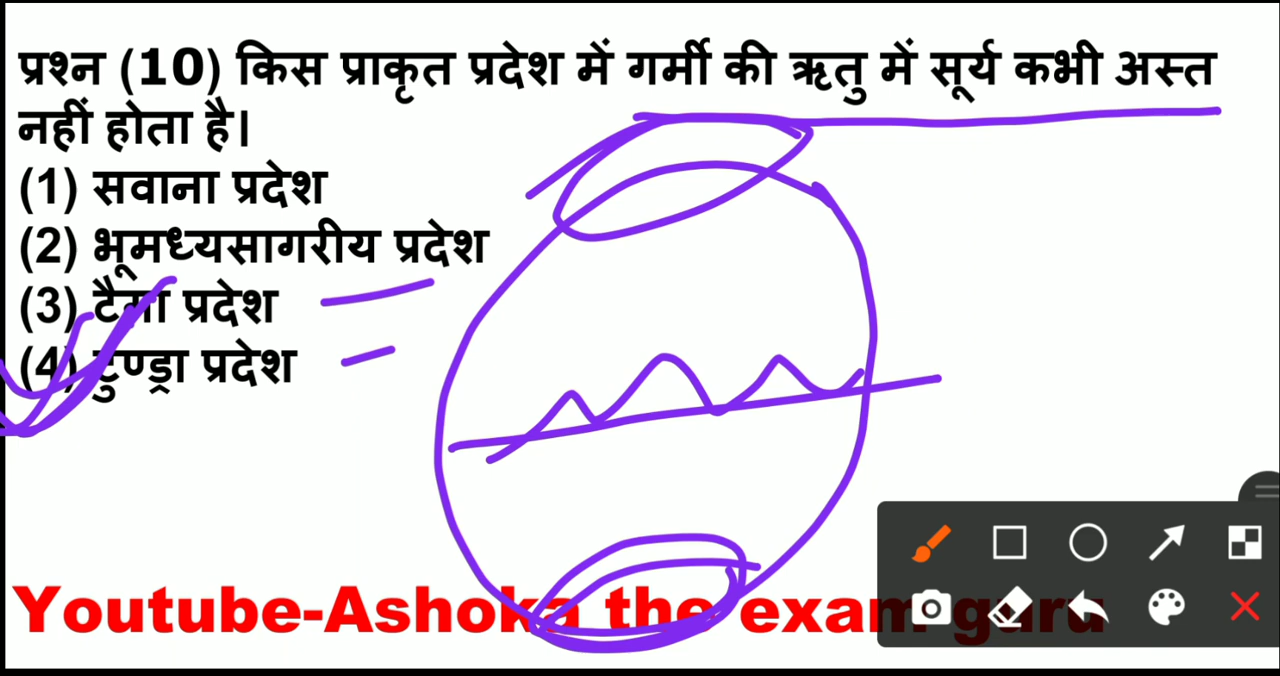 प्रश्न (10) किस प्राकृत प्रदेश में गर्मी की ऋतु में सूर्य कभी अस्त
नहीं होता है।
(1) सवाना प्रदेश
(2) भूमध्यसागरीय प्रदेश
(3) टैगा प्रदेश
(4) टुण्ड्रा प्रदेश
Youtube-Ashoka the exam guru